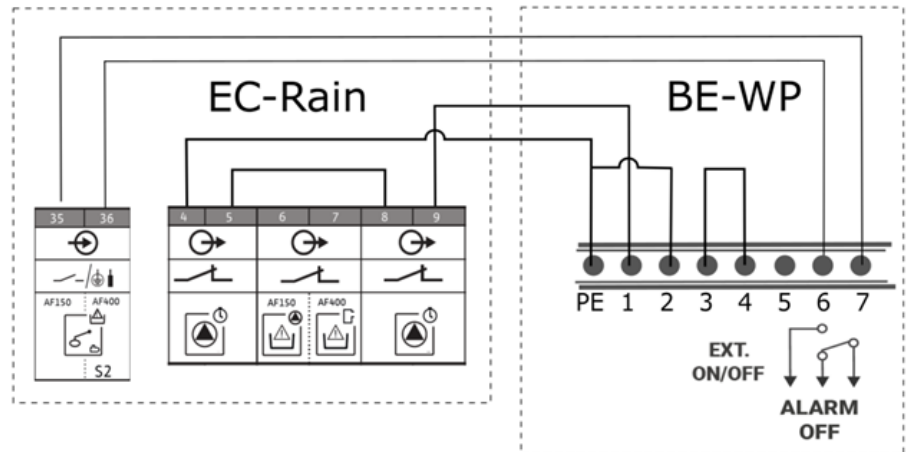 EC-Rain
BE-WP
35 36
4 5 6 7 8 9
AF150 AF400
AF150 AF400
S2
PE 1 2 3 4 5 6 7
EXT.
ON/OFF
ALARM
OFF